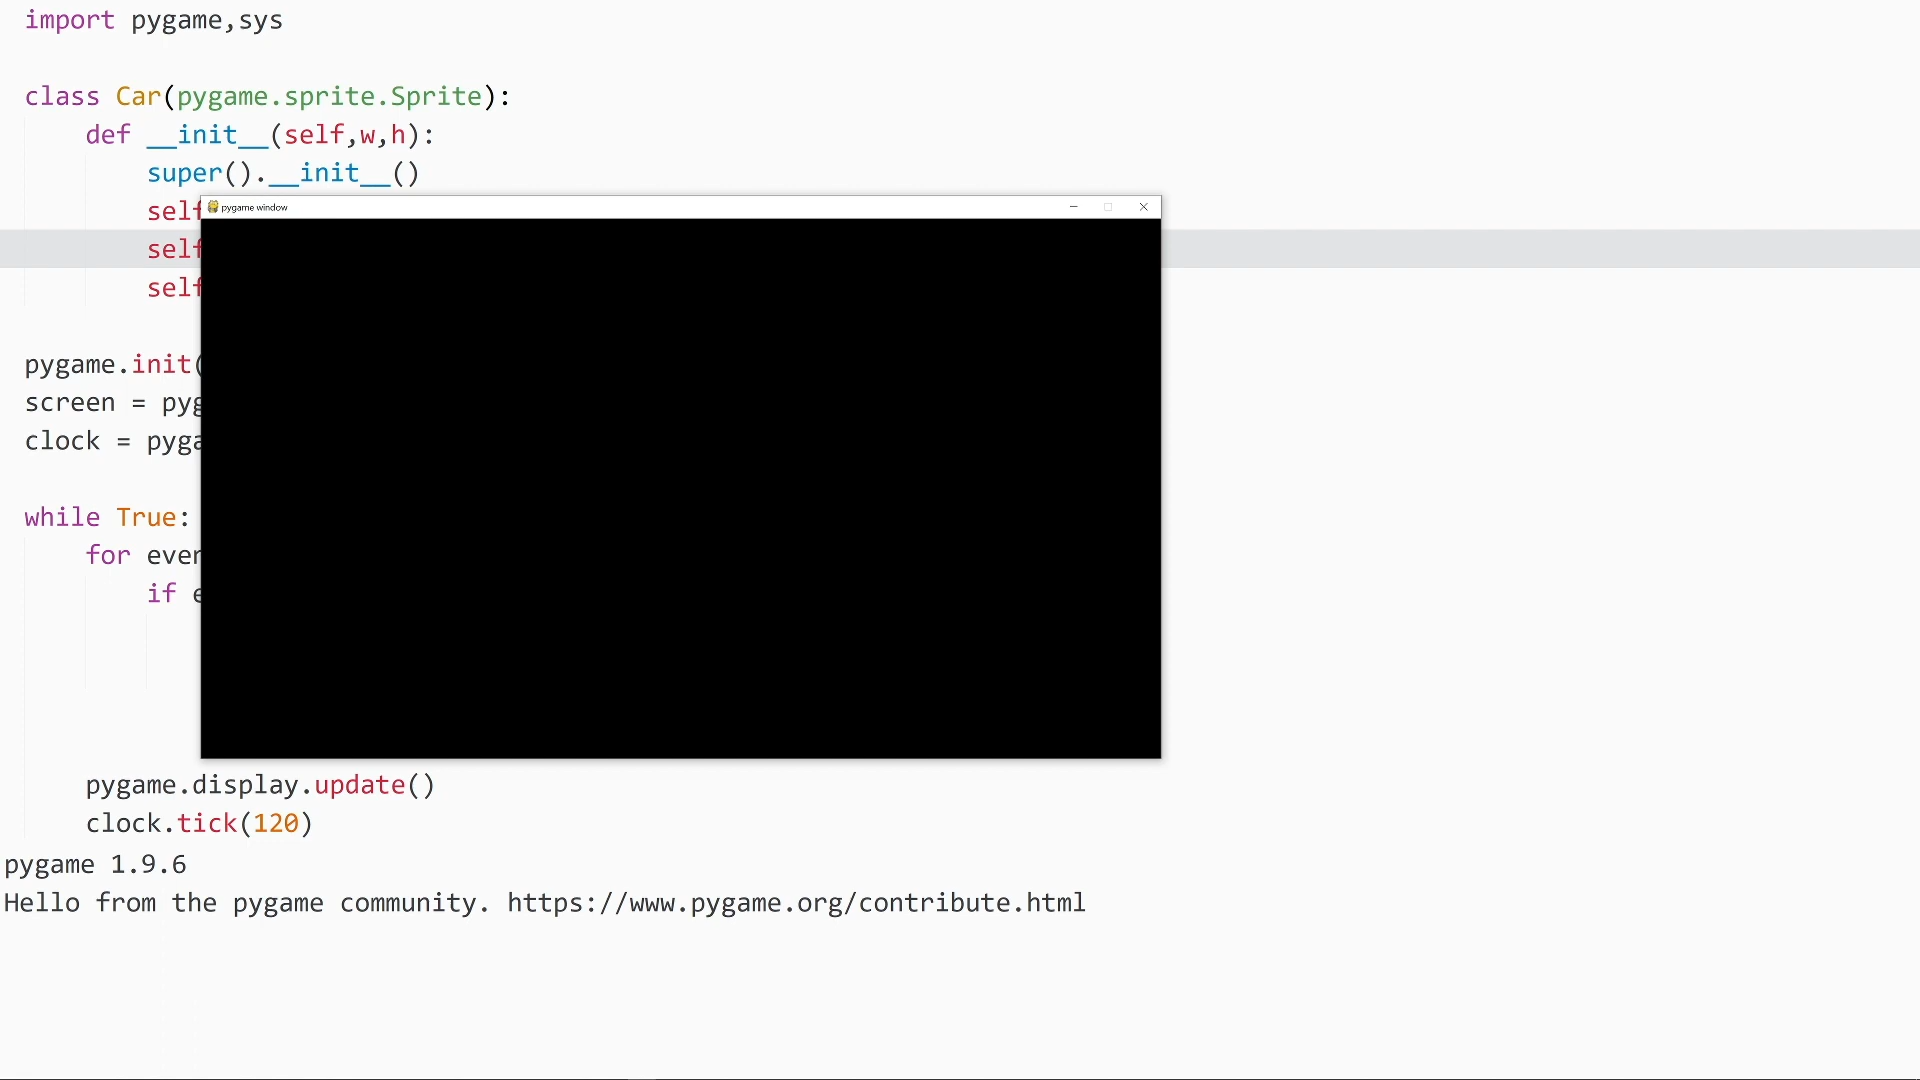 import pygame,sys
class Car(pygame.sprite.Sprite):
def __init__(self,w,h):
super().__init__()
self
pygame window
self
self
pygame.init(
screen = pyg
clock = pyga
while True:
for even
if e
pygame.display.update()
clock.tick(120)
pygame 1.9.6
Hello from the pygame community. https://www.pygame.org/contribute.html